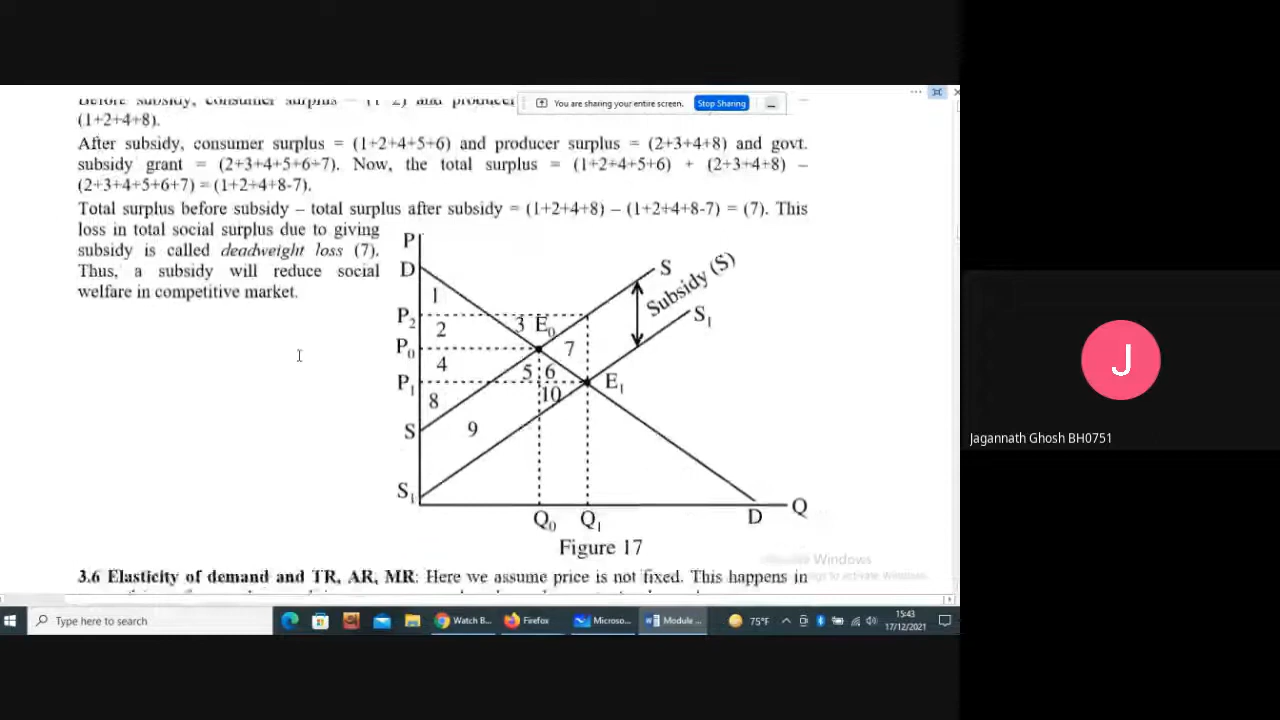 You are sharing your entire screen. Stop Sharing
(1+2+4+8).
After subsidy, consumer surplus = (1+2+4+5+6) and producer surplus = (2+3+4+8) and govt.
subsidy grant = (2+3+4+5+6+7). Now, the total surplus = (1+2+4+5+6) + (2+3+4+8) –
(2+3+4+5+6+7) = (1+2+4+8-7).
Total surplus before subsidy – total surplus after subsidy = (1+2+4+8) – (1+2+4+8-7) = (7). This
loss in total social surplus due to giving
subsidy is called deadweight loss (7).
Thus, a subsidy will reduce social
welfare in competitive market.
P
D
1
P2
2
3
E0
P0
7
4
5
6
P1
E1
8
10
S
9
S1
S
Subsidy (S)
S1
Q0
Q1
D
Q
Figure 17
Windows
3.6 Elasticity of demand and TR, AR, MR: Here we assume price is not fixed. This happens in
Type here to search
Watch B...
Firefox
Microso...
Module ...
75°F
15:43
17/12/2021
J
Jagannath Ghosh BH0751